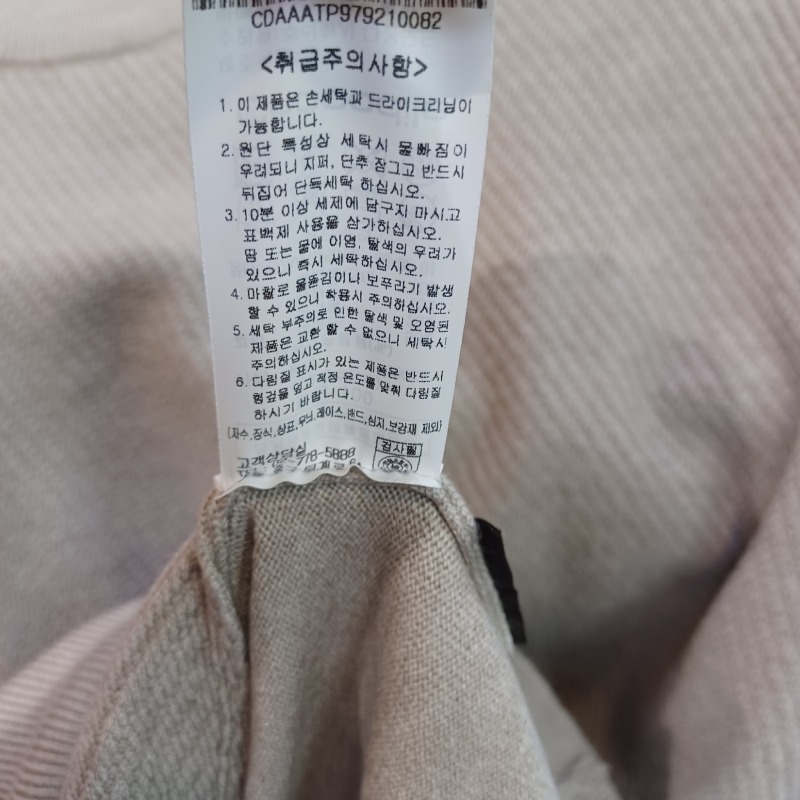 CDAAATP979210082
<취급주의사항>
1. 이 제품은 손세탁과 드라이크리닝이
가능합니다.
2. 원단 특성상 세탁시 물빠짐이
우려되니 지퍼, 단추 잠그고 반드시
뒤집어 단독세탁 하십시오.
3. 10분 이상 세제에 담구지 마시고
표백제 사용을 삼가하십시오.
땀 또는 물에 이염, 탈색의 우려가
있으니 즉시 세탁하십시오.
4. 마찰로 올뜯김이나 보푸라기 발생
할 수 있으니 착용시 주의하십시오.
5. 세탁 부주의로 인한 탈색 및 오염된
제품은 교환 할 수 없으니 세탁시
주의하십시오.
6. 다림질 표시가 있는 제품은 반드시
헝겊을 덮고 적정 온도를 맞춰 다림질
하시기 바랍니다.
(자수,장식,상표,무늬,레이스,밴드,심지,보강재 제외)
고객상담실
778-5888
검사필